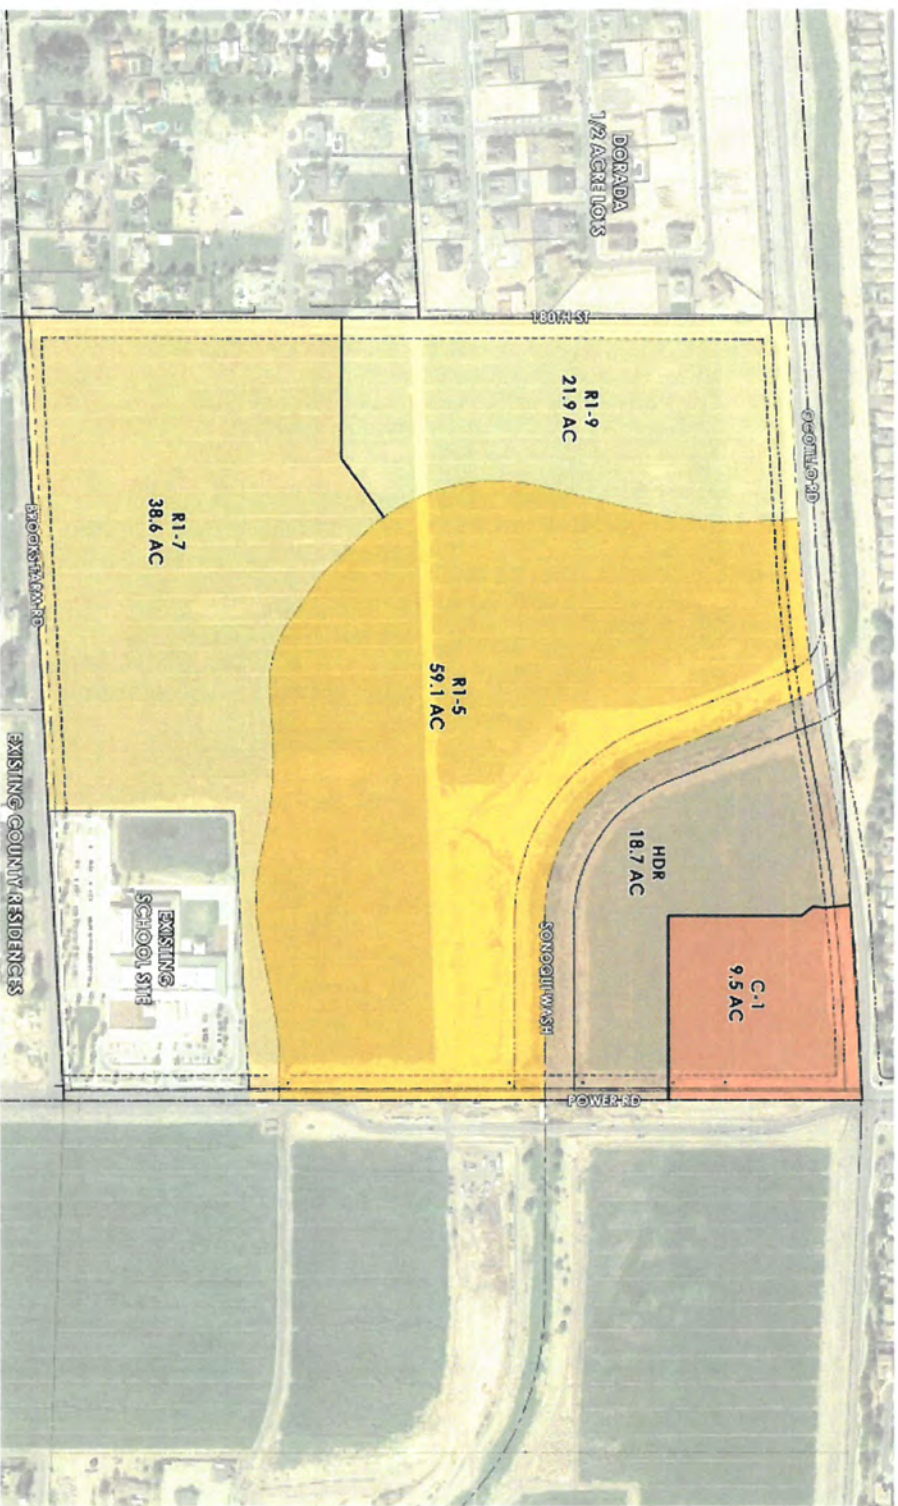 DORADA
1/2 ACRE LOTS
180TH ST
OCOTILLO RD
R1-9
21.9 AC
R1-7
38.6 AC
BROOKS FARM RD
R1-5
59.1 AC
HDR
18.7 AC
C-1
9.5 AC
SONOQUI WASH
EXISTING
SCHOOL SITE
EXISTING COUNTY RESIDENCES
POWER RD